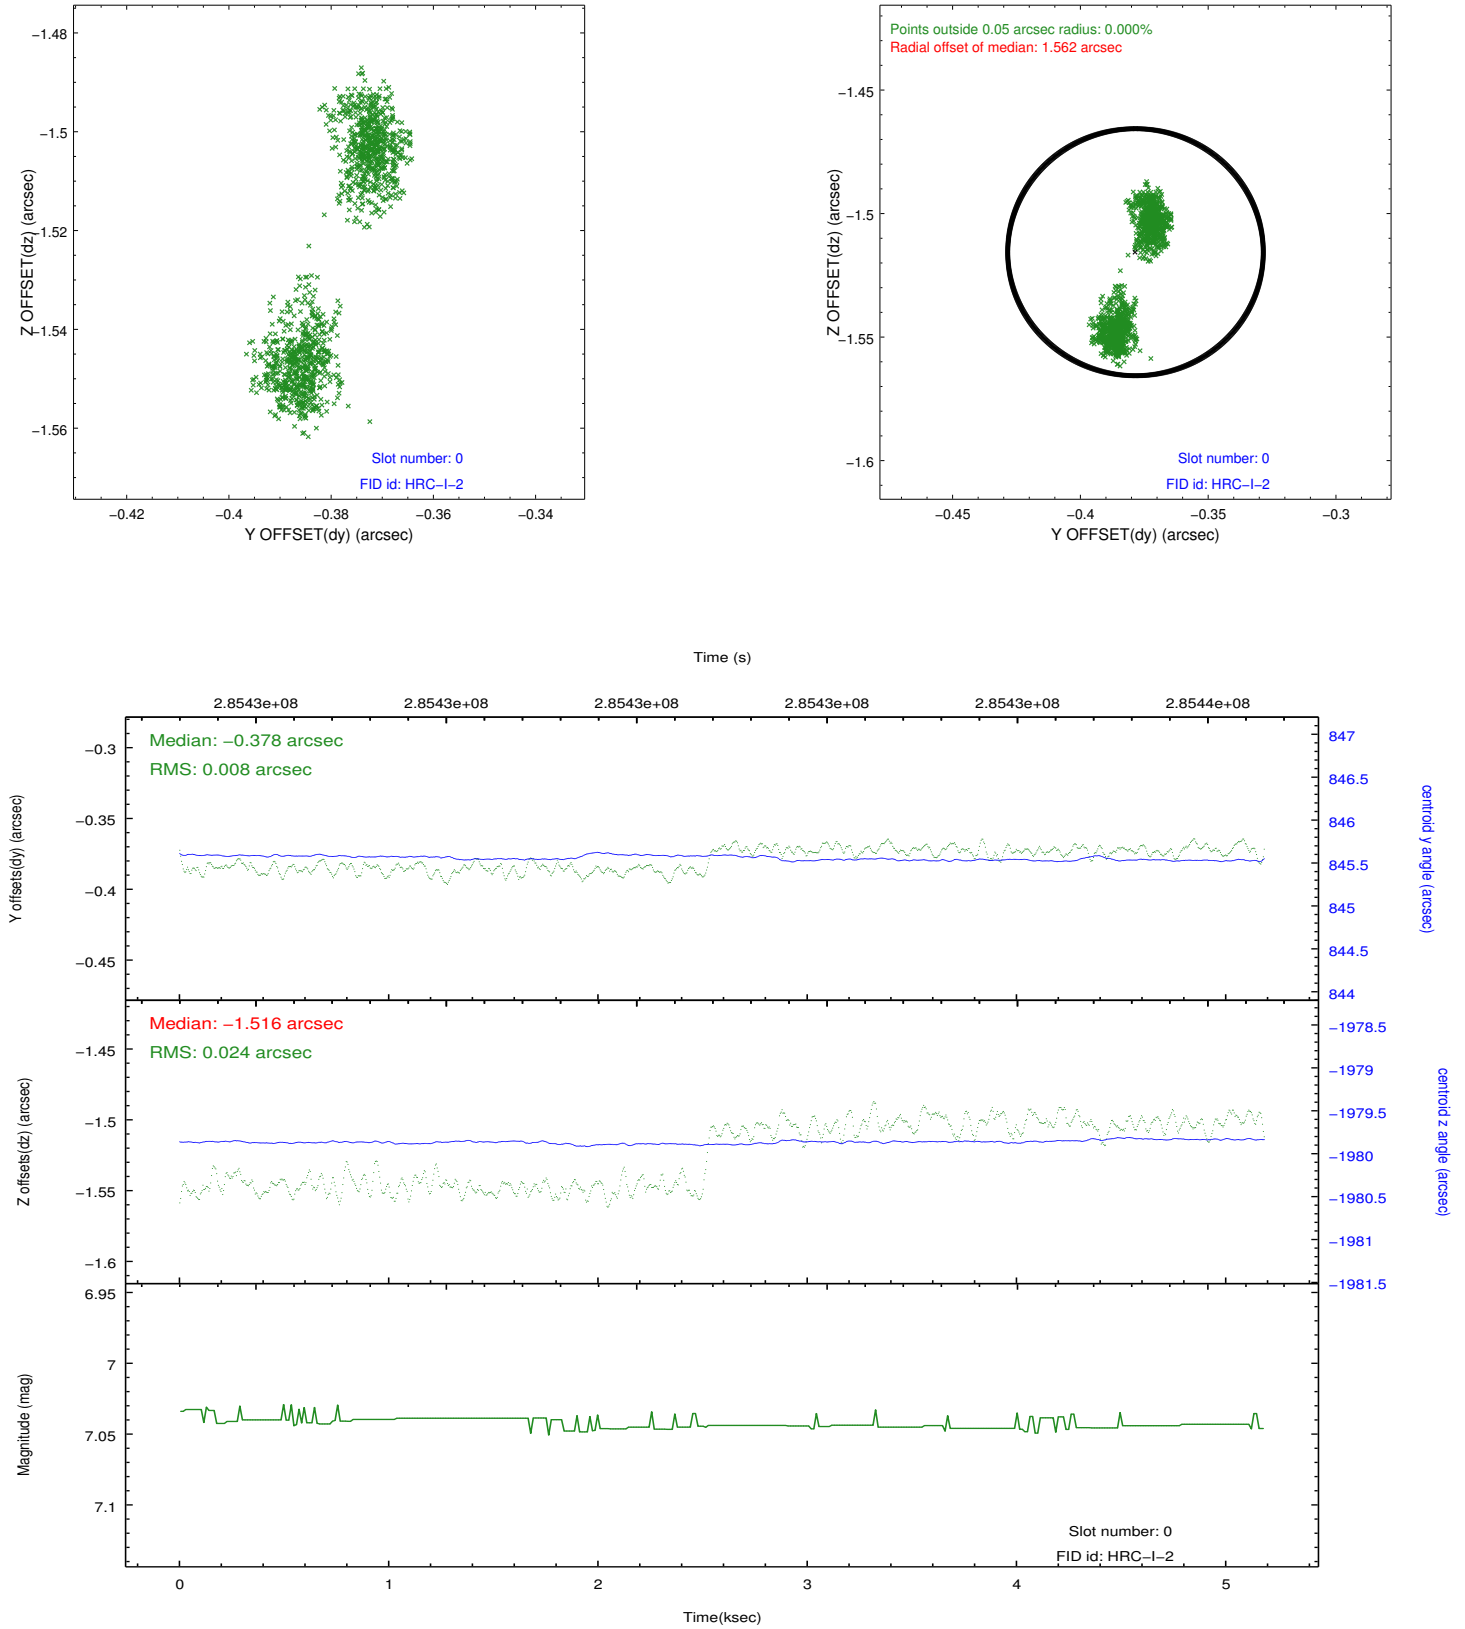 −1.48
−1.5
−1.52
−1.54
−1.56
Z OFFSET(dz) (arcsec)
Slot number: 0
FID id: HRC−I−2
−0.42
−0.4
−0.38
−0.36
−0.34
Y OFFSET(dy) (arcsec)
Points outside 0.05 arcsec radius: 0.000%
Radial offset of median: 1.562 arcsec
−1.45
−1.5
−1.55
−1.6
Z OFFSET(dz) (arcsec)
Slot number: 0
FID id: HRC−I−2
−0.45
−0.4
−0.35
−0.3
Y OFFSET(dy) (arcsec)
Time (s)
2.8543e+08
2.8543e+08
2.8543e+08
2.8543e+08
2.8543e+08
2.8544e+08
Median: −0.378 arcsec
RMS: 0.008 arcsec
−0.3
−0.35
−0.4
−0.45
Y offsets(dy) (arcsec)
847
846.5
846
845.5
845
844.5
844
centroid y angle (arcsec)
Median: −1.516 arcsec
RMS: 0.024 arcsec
−1.45
−1.5
−1.55
−1.6
Z offsets(dz) (arcsec)
−1978.5
−1979
−1979.5
−1980
−1980.5
−1981
−1981.5
centroid z angle (arcsec)
6.95
7
7.05
7.1
Magnitude (mag)
Slot number: 0
FID id: HRC−I−2
0
1
2
3
4
5
Time(ksec)